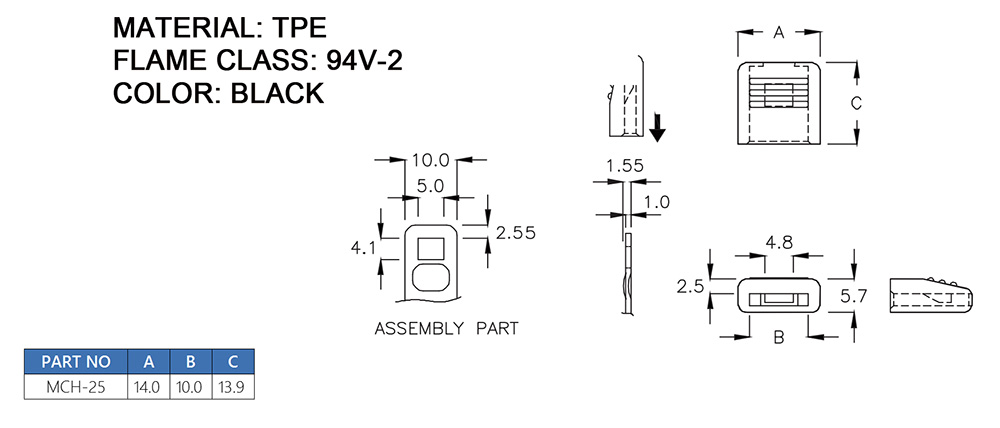 MATERIAL: TPE
FLAME CLASS: 94V-2
COLOR: BLACK
A
C
10.0
5.0
4.1
2.55
ASSEMBLY PART
1.55
1.0
4.8
2.5
5.7
B
PART NO A B C
MCH-25 14.0 10.0 13.9